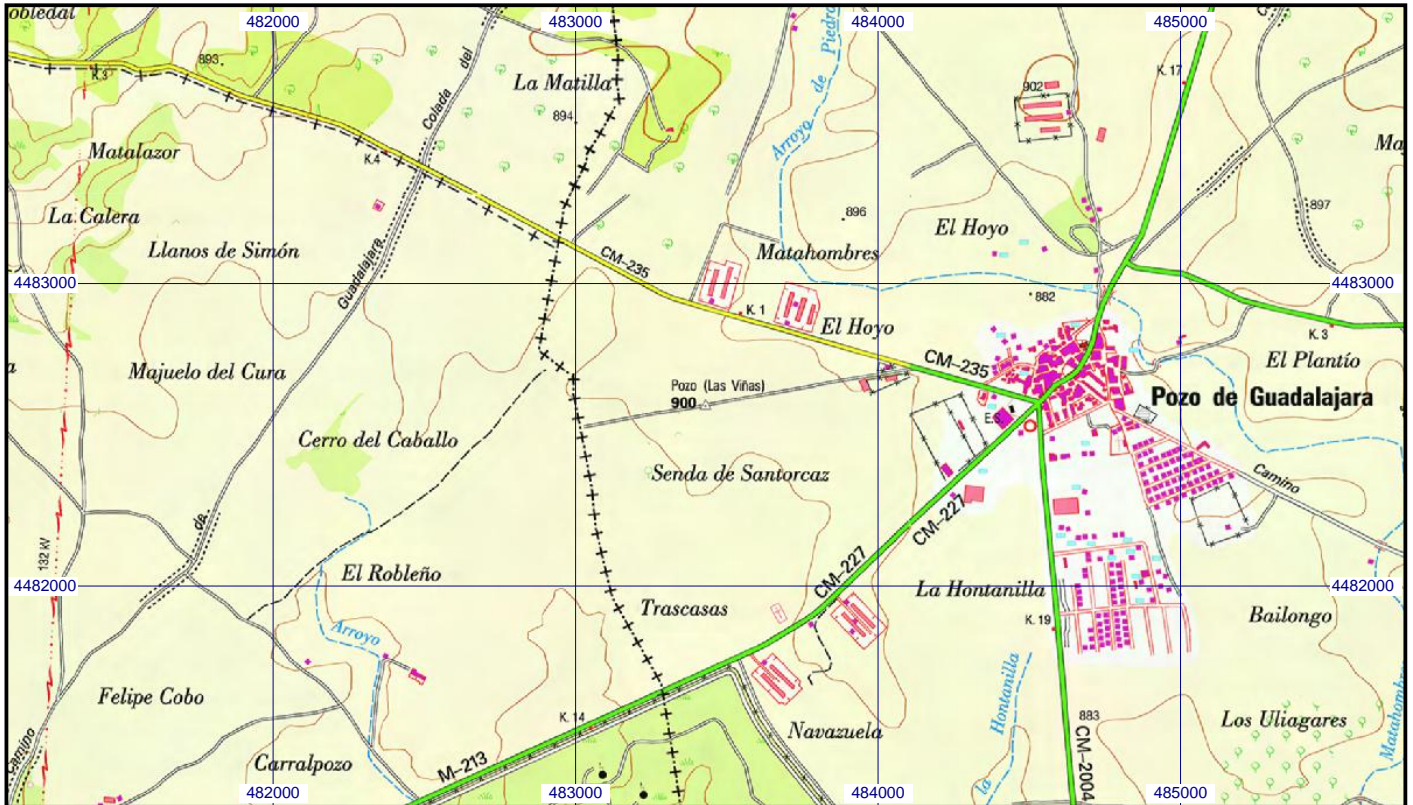 482000
483000
484000
485000
obledal
893
K.3
Colada
del
La Matilla
894
Arroyo
de
Piedra
K. 17
902
Matalazor
K.4
La Calera
Llanos de Simón
896
El Hoyo
897
Guadalajara
CM–235
Matahombres
4483000
4483000
882
K. 1
El Hoyo
K. 3
CM–235
El Plantío
Majuelo del Cura
Pozo (Las Viñas)
900
Pozo de Guadalajara
E.S.
Cerro del Caballo
Senda de Santorcaz
Camino
CM–227
de
132 kV
CM–227
4482000
El Robleño
La Hontanilla
4482000
Trascasas
Bailongo
Arroyo
K. 19
Felipe Cobo
Hontanilla
K. 14
883
Los Uliagares
Navazuela
Matahombres
Camino
Carralpozo
M–213
CM–2004
la
482000
483000
484000
485000